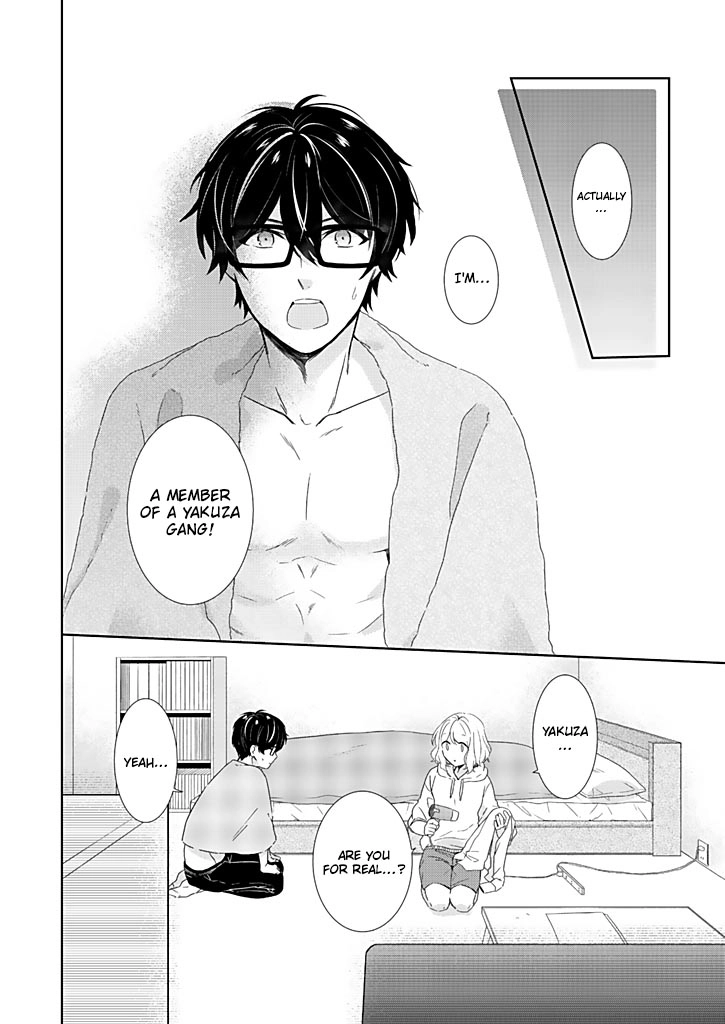 ACTUALLY
...
I'M...
A MEMBER
OF A YAKUZA
GANG!
YAKUZA
...
ARE YOU
FOR REAL...?
YEAH...